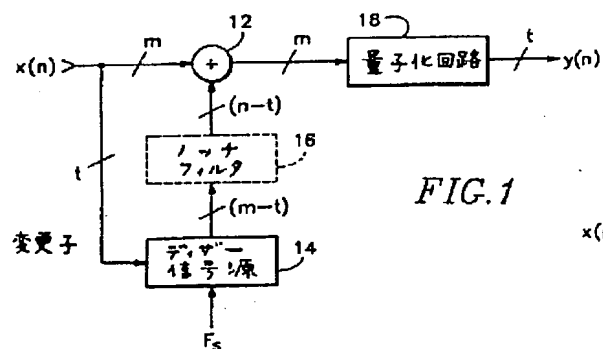 12
18
x(n)
m
+
m
量子化回路
t
y(n)
(n-t)
t
ノッチ
フィルタ
16
FIG.1
(m-t)
x(
変更子
ディザー
信号源
14
Fs